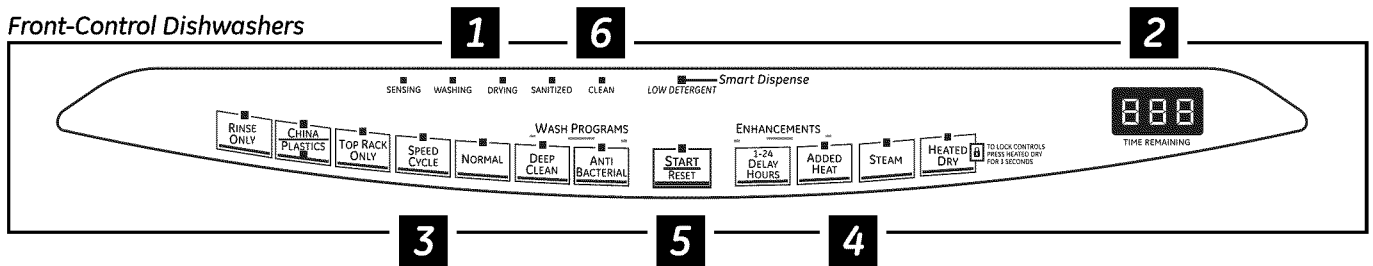 Front-Control Dishwashers
1 6 2
SENSING WASHING DRYING SANITIZED CLEAN
LOW DETERGENT Smart Dispense
888
TIME REMAINING
WASH PROGRAMS
RINSE
ONLY
CHINA
PLASTICS
TOP RACK
ONLY
SPEED
CYCLE
NORMAL
DEEP
CLEAN
ANTI
BACTERIAL
START
RESET
ENHANCEMENTS
1-24
DELAY
HOURS
ADDED
HEAT
STEAM
HEATED
DRY
TO LOCK CONTROLS
PRESS HEATED DRY
FOR 3 SECONDS
3 5 4